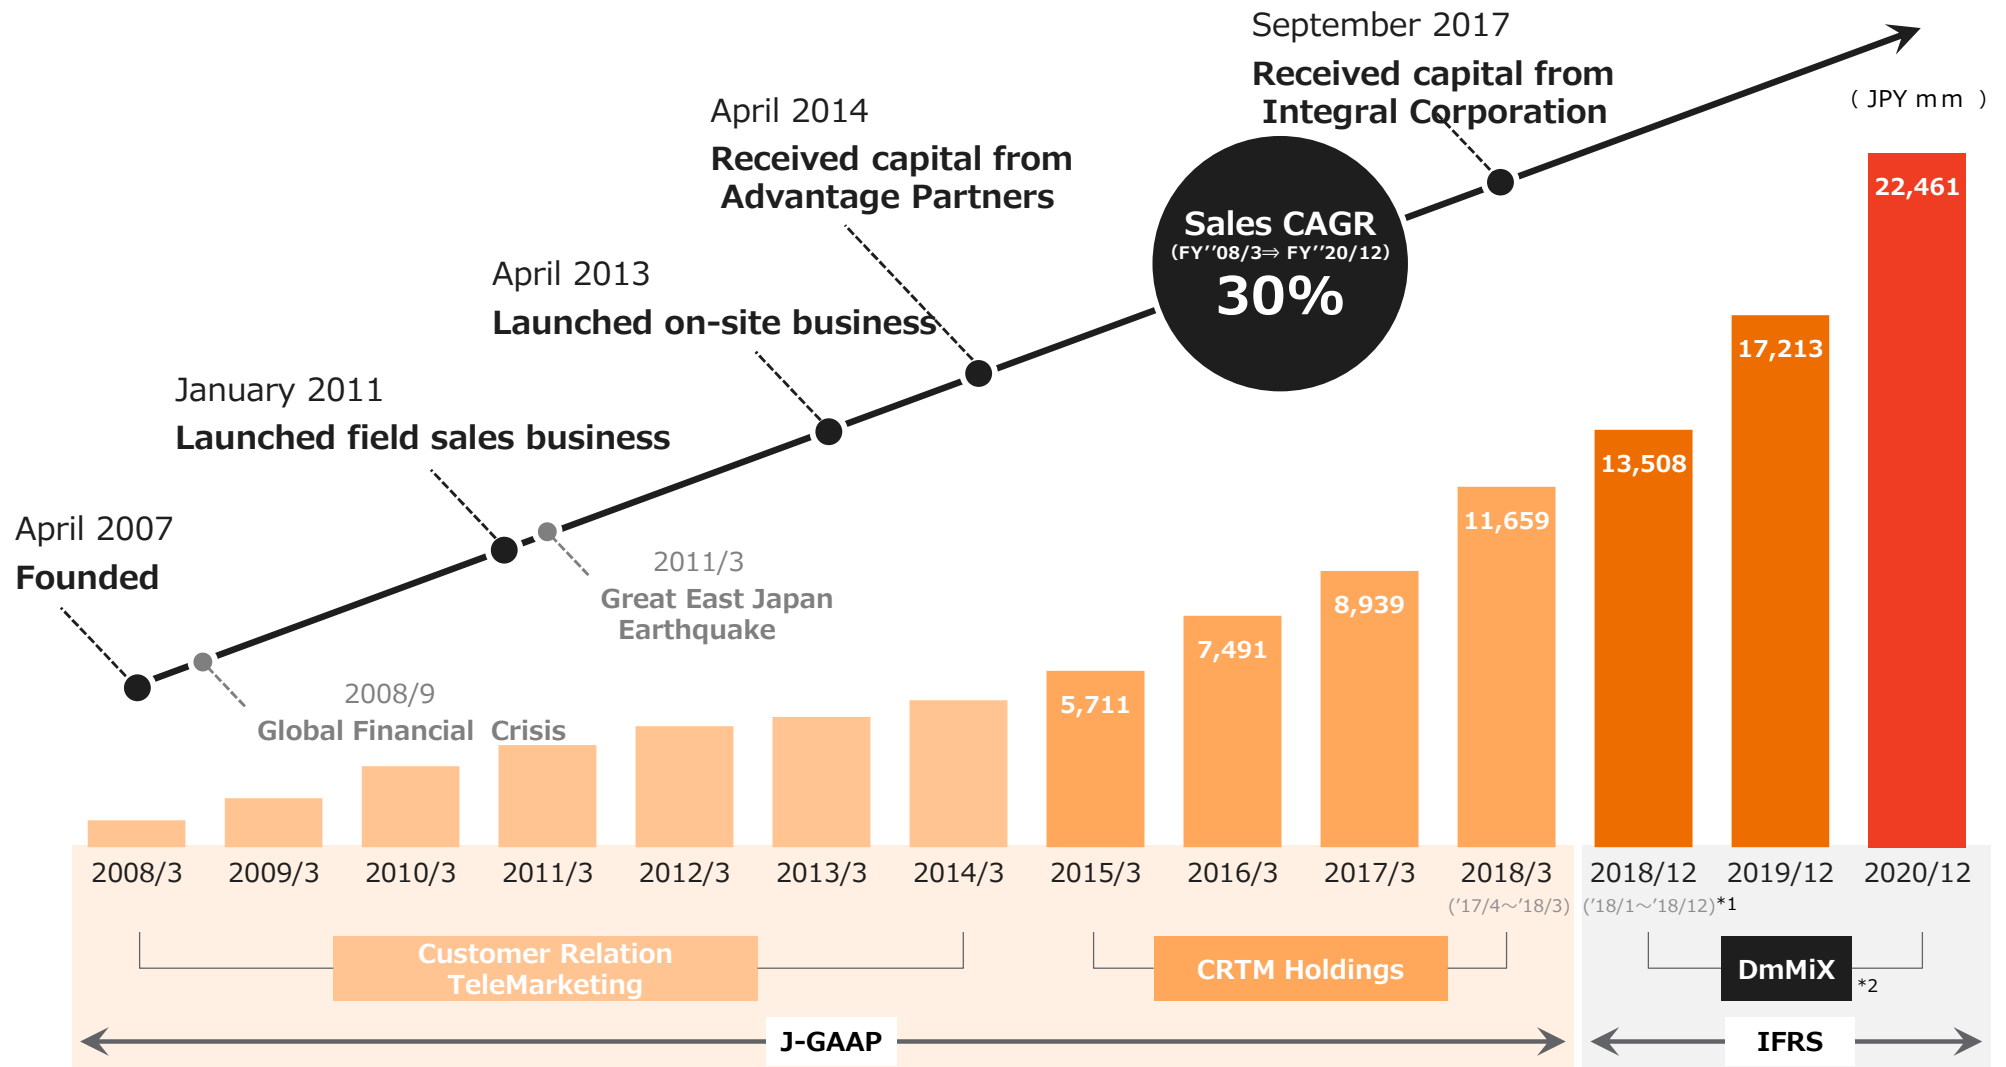 September 2017
Received capital from
Integral Corporation
( JPY mm )
April 2014
Received capital from
Advantage Partners
22,461
Sales CAGR
(FY’’08/3⇒ FY’’20/12)
30%
April 2013
Launched on-site business
17,213
January 2011
Launched field sales business
13,508
11,659
April 2007
Founded
2011/3
Great East Japan
Earthquake
8,939
7,491
2008/9
Global Financial Crisis
5,711
2008/3 2009/3 2010/3 2011/3 2012/3 2013/3 2014/3 2015/3 2016/3 2017/3 2018/3 2018/12 2019/12 2020/12
(’17/4～’18/3) (’18/1～’18/12)*1
Customer Relation
TeleMarketing
CRTM Holdings
DmMiX
*2
J-GAAP
IFRS